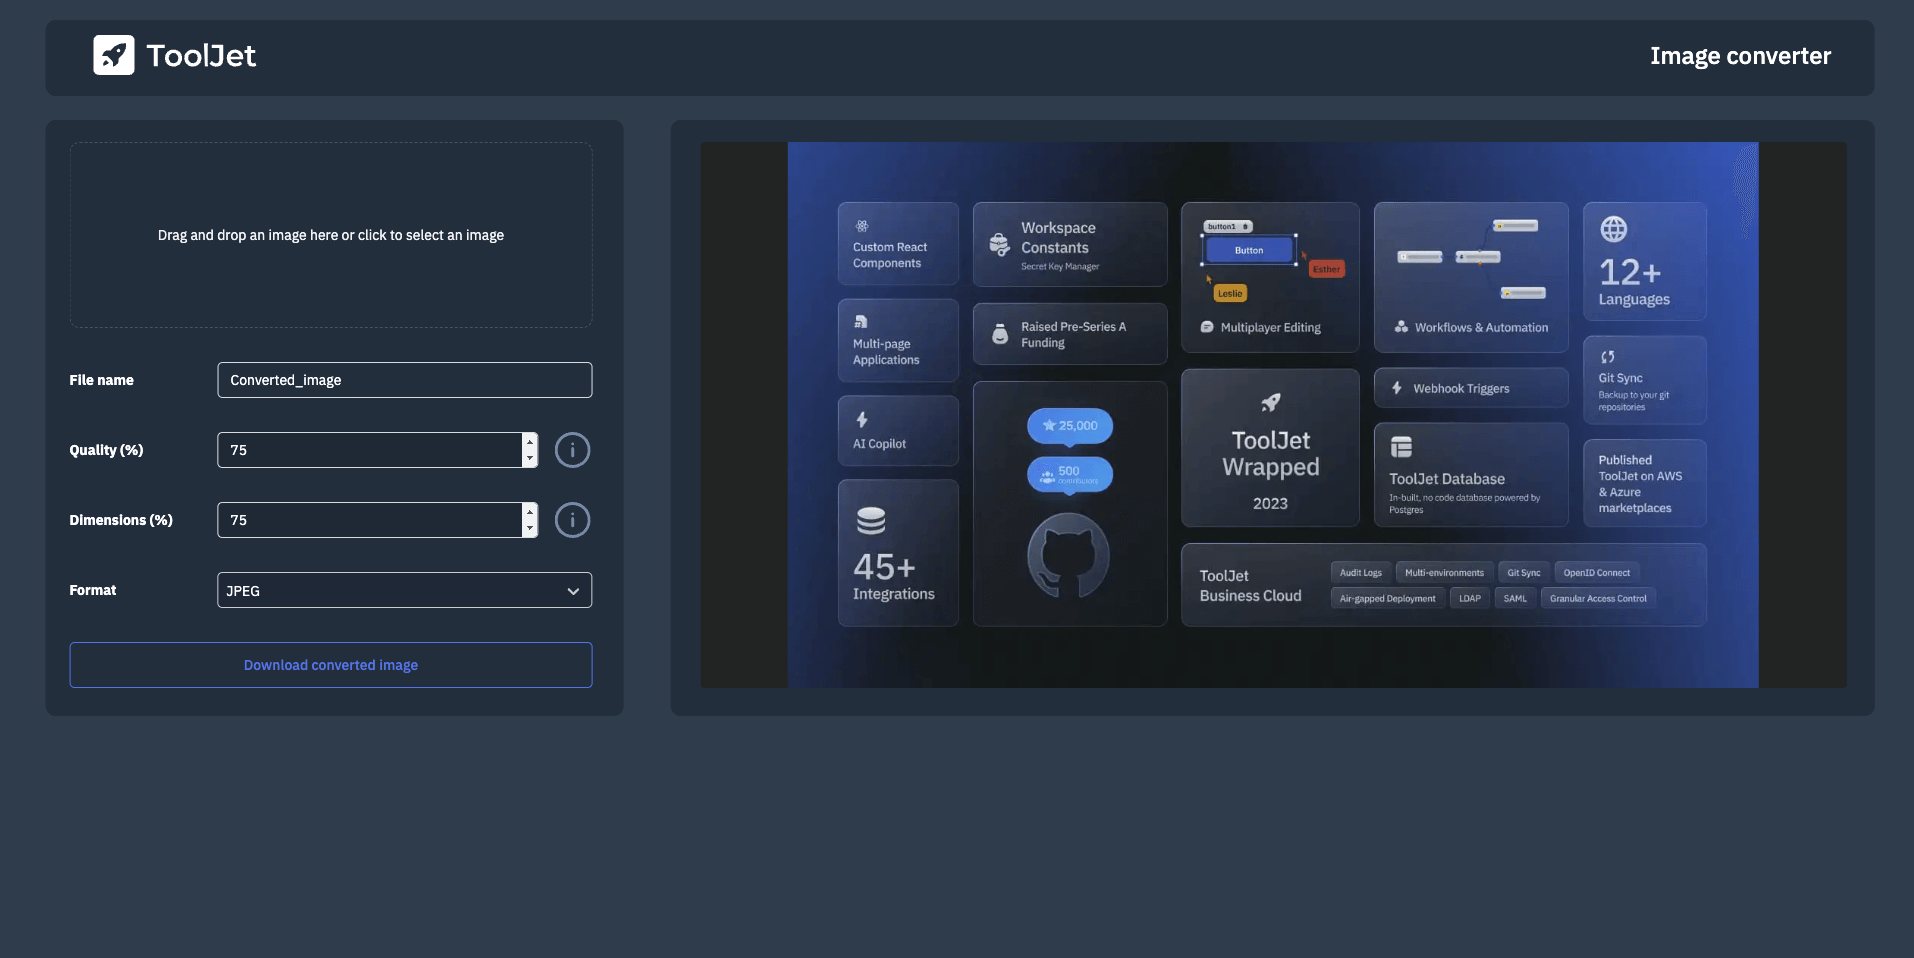 ToolJet
Image converter
Drag and drop an image here or click to select an image
File name
Converted_image
Quality (%)
75
Dimensions (%)
75
Format
JPEG
Download converted image
Custom React
Components
Multi-page
Applications
AI Copilot
45+
Integrations
Workspace
Constants
Secret Key Manager
Raised Pre-Series A
Funding
25,000
500
contributors
button1
Button
Esther
Leslie
Multiplayer Editing
ToolJet
Wrapped
2023
Workflows & Automation
Webhook Triggers
ToolJet Database
In-built, no code database powered by
Postgres
12+
Languages
Git Sync
Backup to your git
repositories
Published
ToolJet on AWS
& Azure
marketplaces
ToolJet
Business Cloud
Audit Logs
Multi-environments
Git Sync
OpenID Connect
Air-gapped Deployment
LDAP
SAML
Granular Access Control